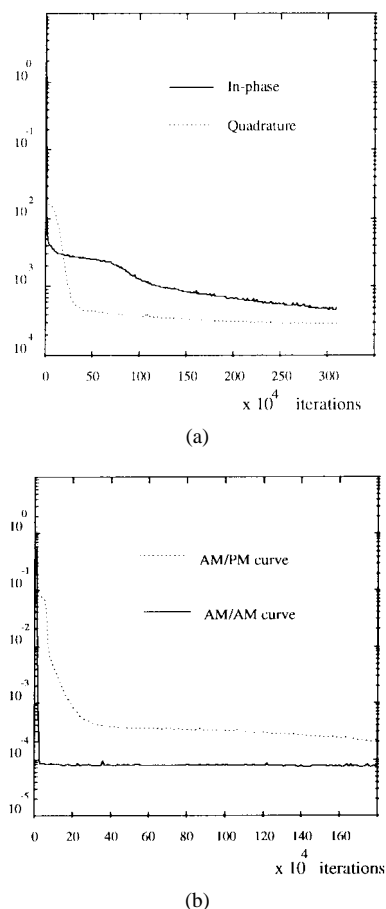 10^0
In-phase
10^-1
Quadrature
10^2
10^3
10^4
0 50 100 150 200 250 300
x 10^4 iterations
(a)
10^0
AM/PM curve
10^-1
AM/AM curve
10^-2
10^-3
10^-4
10^-5
0 20 40 60 80 100 120 140 160
x 10^4 iterations
(b)